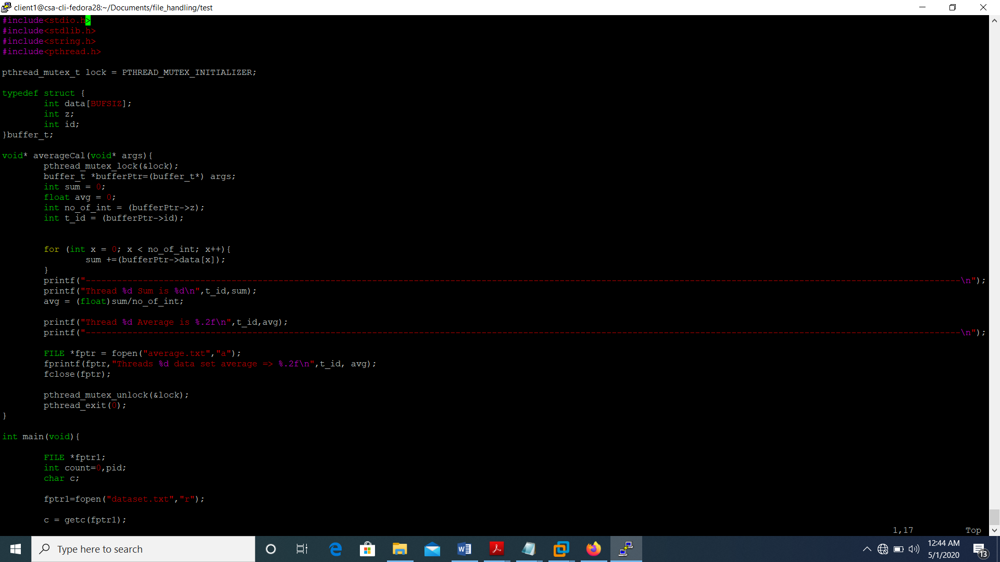 client1@csa-cli-fedora28:~/Documents/file_handling/test
#include<stdio.h>
#include<stdlib.h>
#include<string.h>
#include<pthread.h>
pthread_mutex_t lock = PTHREAD_MUTEX_INITIALIZER;
typedef struct {
        int data[BUFSIZ];
        int z;
        int id;
}buffer_t;
void* averageCal(void* args){
        pthread_mutex_lock(&lock);
        buffer_t *bufferPtr=(buffer_t*) args;
        int sum = 0;
        float avg = 0;
        int no_of_int = (bufferPtr->z);
        int t_id = (bufferPtr->id);
        for (int x = 0; x < no_of_int; x++){
                sum +=(bufferPtr->data[x]);
        }
        printf("------------------------------------------------------------------------------------------------------------------------------------------------------------------------\n");
        printf("Thread %d Sum is %d\n",t_id,sum);
        avg = (float)sum/no_of_int;
        printf("Thread %d Average is %.2f\n",t_id,avg);
        printf("------------------------------------------------------------------------------------------------------------------------------------------------------------------------\n");
        FILE *fptr = fopen("average.txt","a");
        fprintf(fptr,"Threads %d data set average => %.2f\n",t_id, avg);
        fclose(fptr);
        pthread_mutex_unlock(&lock);
        pthread_exit(0);
}
int main(void){
        FILE *fptr1;
        int count=0,pid;
        char c;
        fptr1=fopen("dataset.txt","r");
        c = getc(fptr1);
1,17 Top
Type here to search
12:44 AM
5/1/2020
13